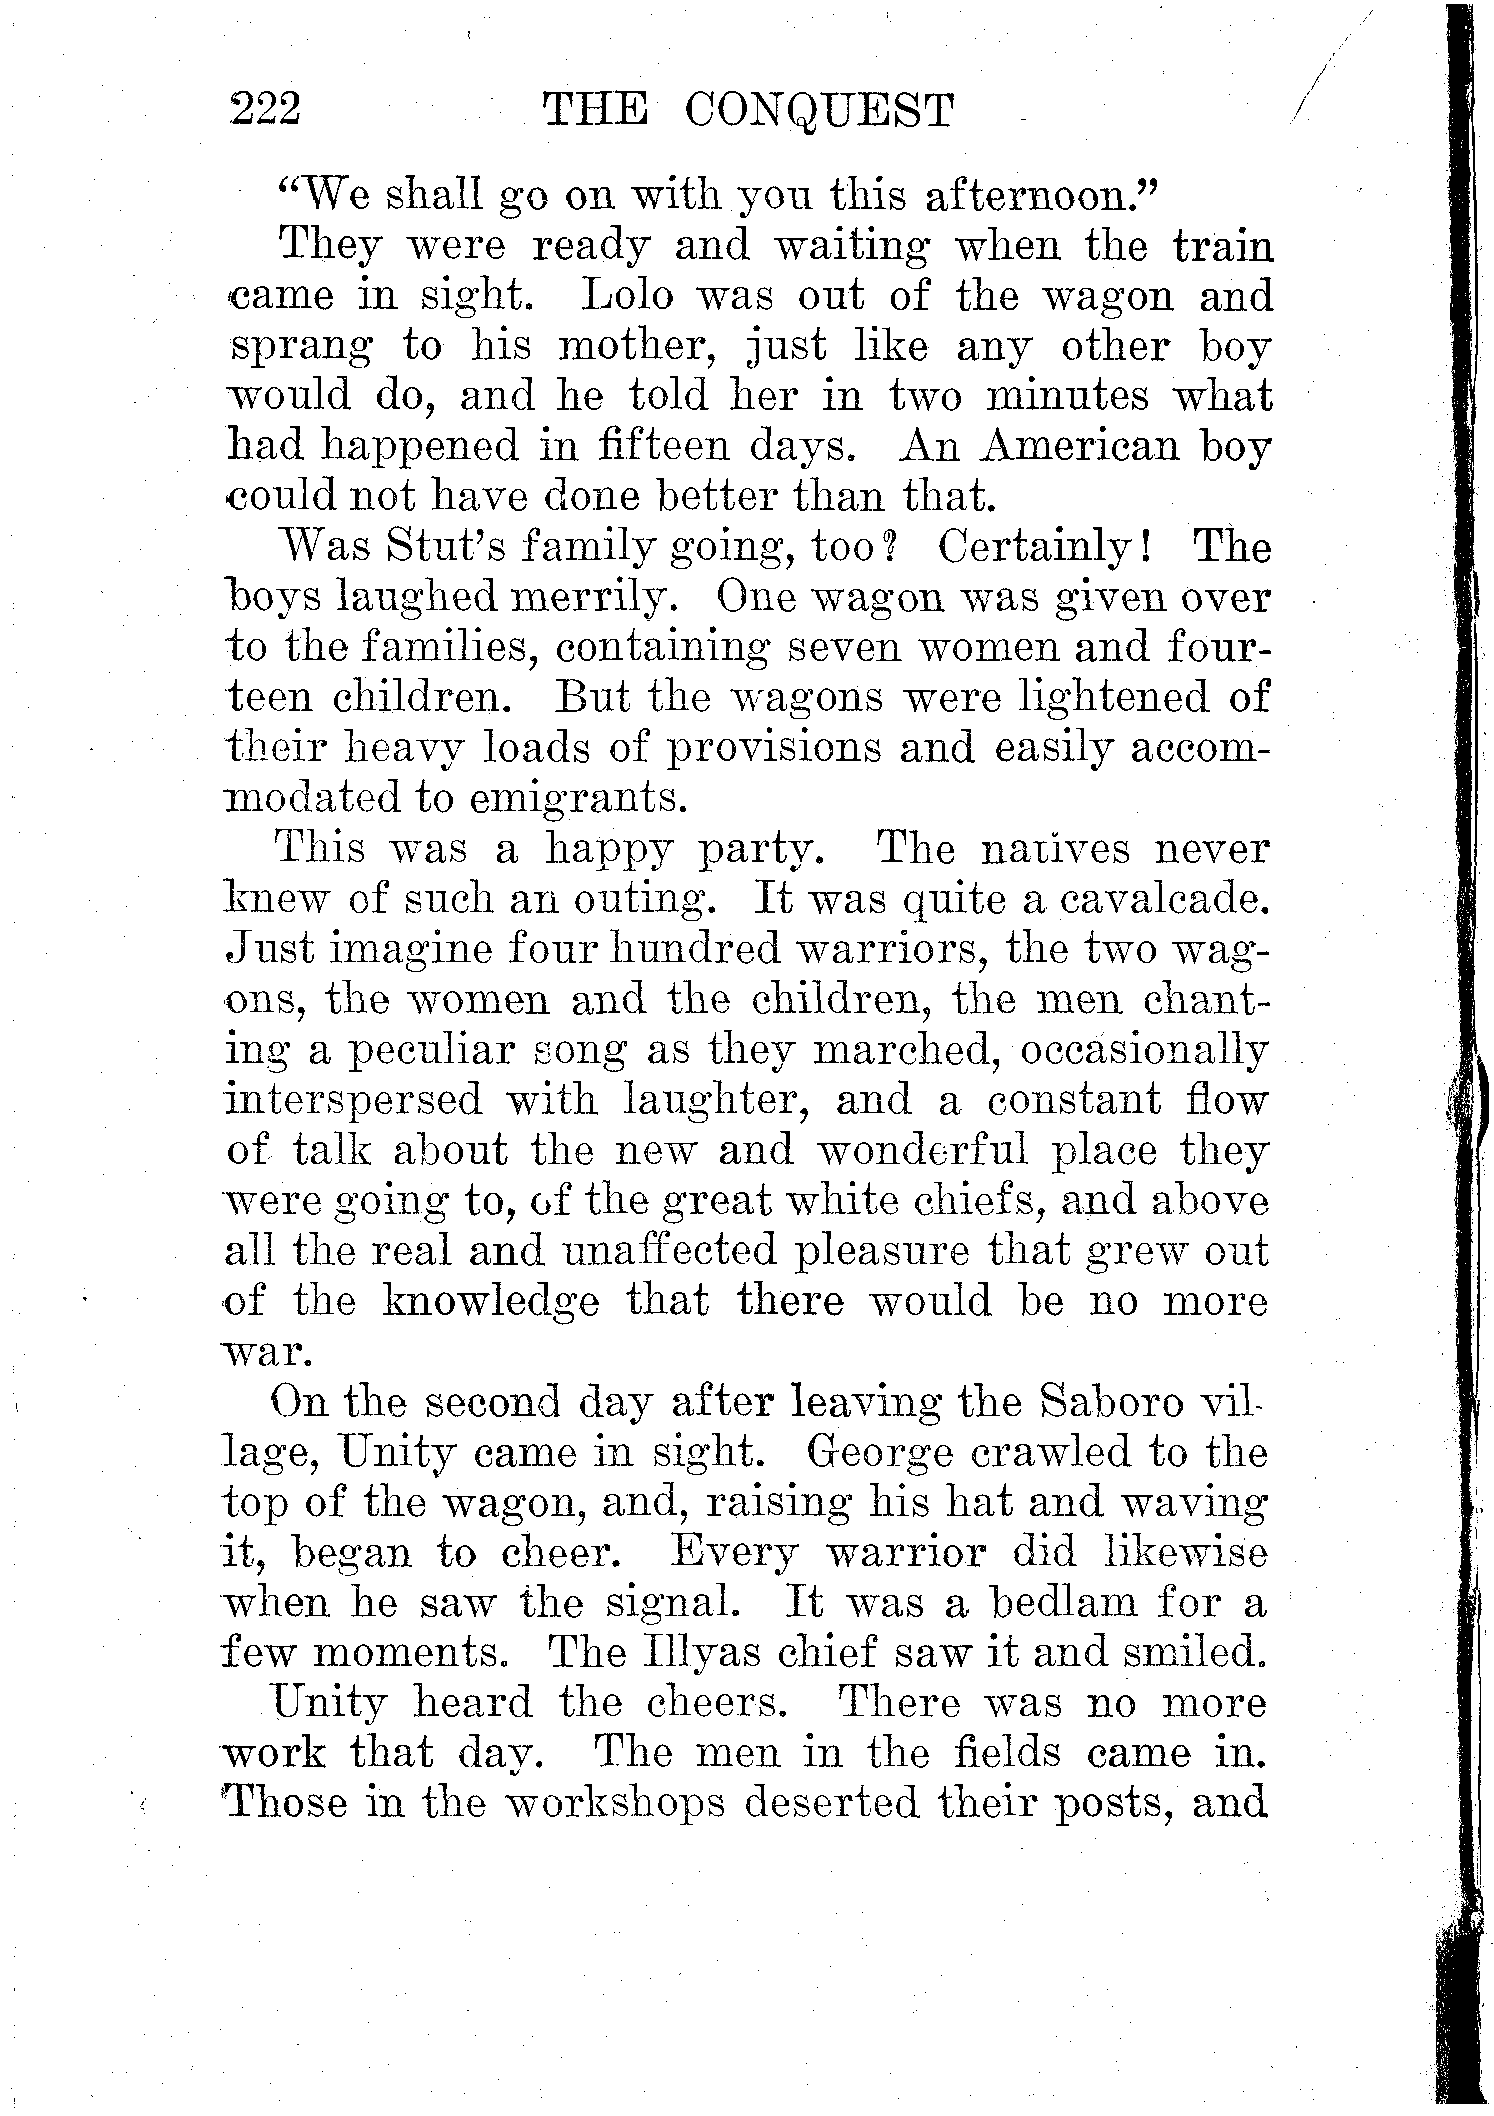 222 THE CONQUEST
“We shall go on with you this afternoon.”
They were ready and waiting when the train
came in sight. Lolo was out of the wagon and
sprang to his mother, just like any other boy
would do, and he told her in two minutes what
had happened in fifteen days. An American boy
could not have done better than that.
Was Stut’s family going, too? Certainly! The
boys laughed merrily. One wagon was given over
to the families, containing seven women and four-
teen children. But the wagons were lightened of
their heavy loads of provisions and easily accom-
modated to emigrants.
This was a happy party. The natives never
knew of such an outing. It was quite a cavalcade.
Just imagine four hundred warriors, the two wag-
ons, the women and the children, the men chant-
ing a peculiar song as they marched, occasionally
interspersed with laughter, and a constant flow
of talk about the new and wonderful place they
were going to, of the great white chiefs, and above
all the real and unaffected pleasure that grew out
of the knowledge that there would be no more
war.
On the second day after leaving the Saboro vil-
lage, Unity came in sight. George crawled to the
top of the wagon, and, raising his hat and waving
it, began to cheer. Every warrior did likewise
when he saw the signal. It was a bedlam for a
few moments. The Illyas chief saw it and smiled.
Unity heard the cheers. There was no more
work that day. The men in the fields came in.
Those in the workshops deserted their posts, and